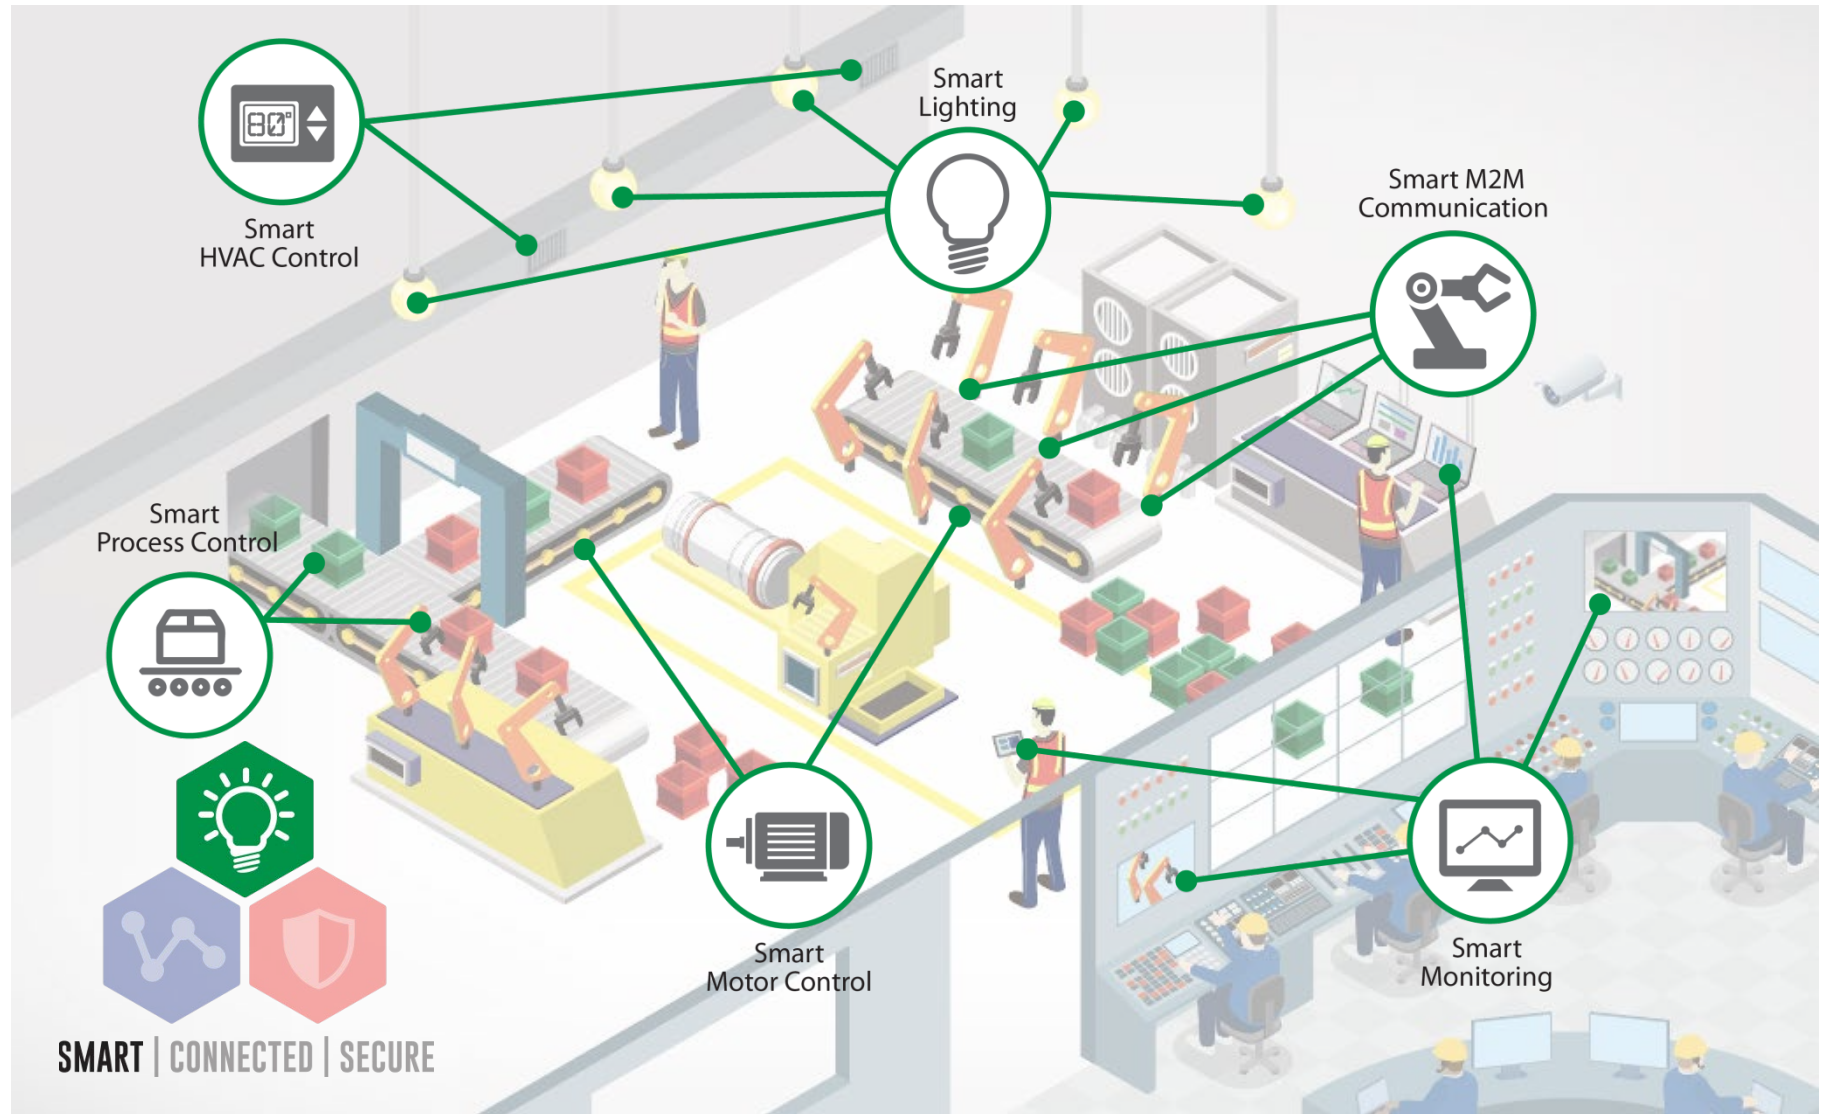 80°
Smart
HVAC Control
Smart
Lighting
Smart M2M
Communication
Smart
Process Control
Smart
Motor Control
Smart
Monitoring
SMART | CONNECTED | SECURE